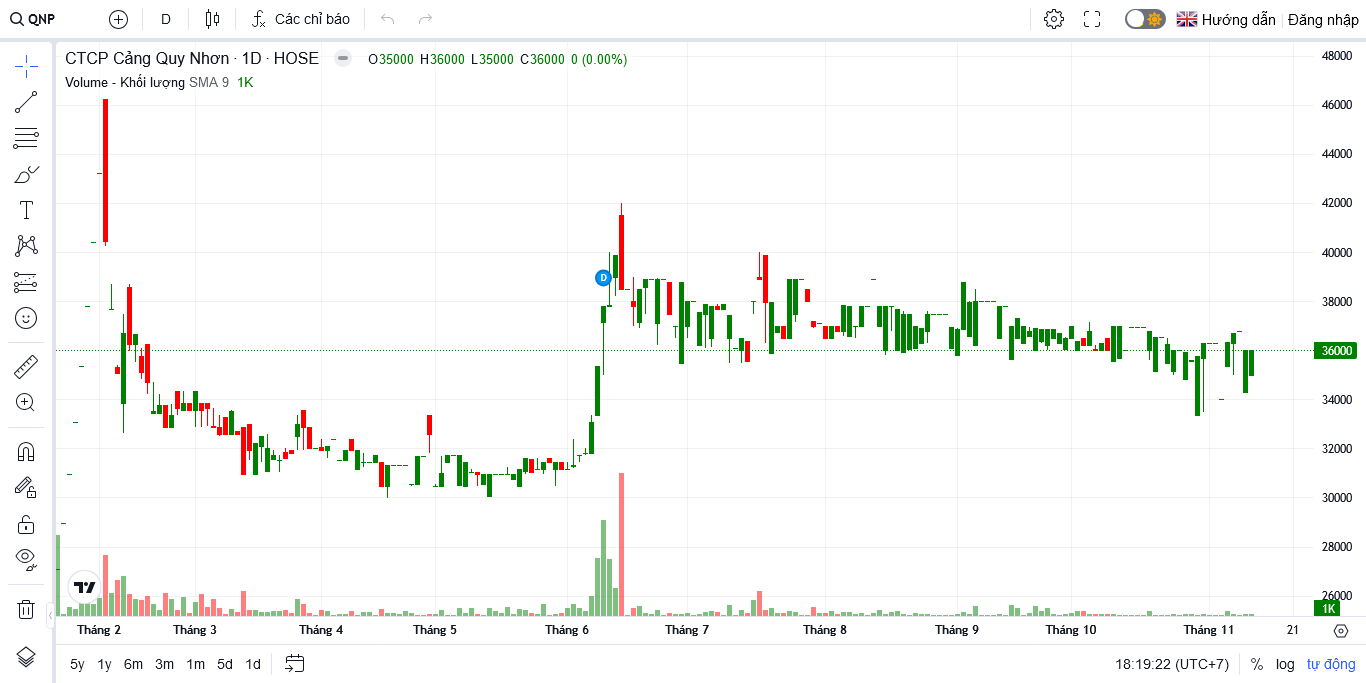 QNP D Các chỉ báo Hướng dẫn Đăng nhập
CTCP Cảng Quy Nhơn · 1D · HOSE O35000 H36000 L35000 C36000 0 (0.00%)
Volume - Khối lượng SMA 9 1K
48000
46000
44000
42000
40000
38000
36000
34000
32000
30000
28000
26000
1K
D
Tháng 2 Tháng 3 Tháng 4 Tháng 5 Tháng 6 Tháng 7 Tháng 8 Tháng 9 Tháng 10 Tháng 11 21
5y 1y 6m 3m 1m 5d 1d 18:19:22 (UTC+7) % log tự động